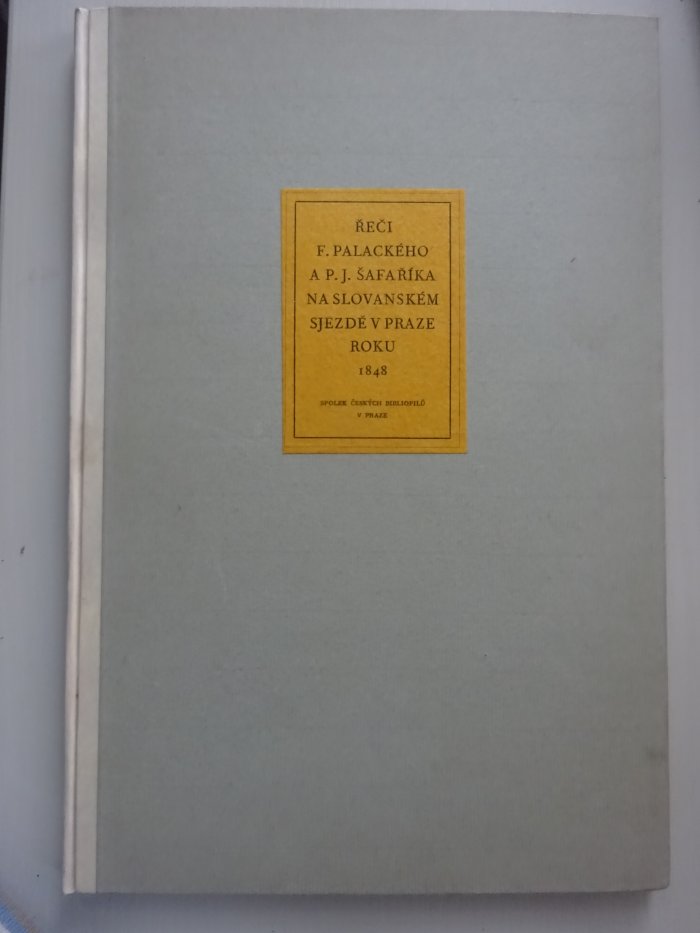 ŘEČI
F. PALACKÉHO
A P. J. ŠAFAŘÍKA
NA SLOVANSKÉM
SJEZDĚ V PRAZE
ROKU
1848
SPOLEK ČESKÝCH BIBLIOFILŮ
V PRAZE